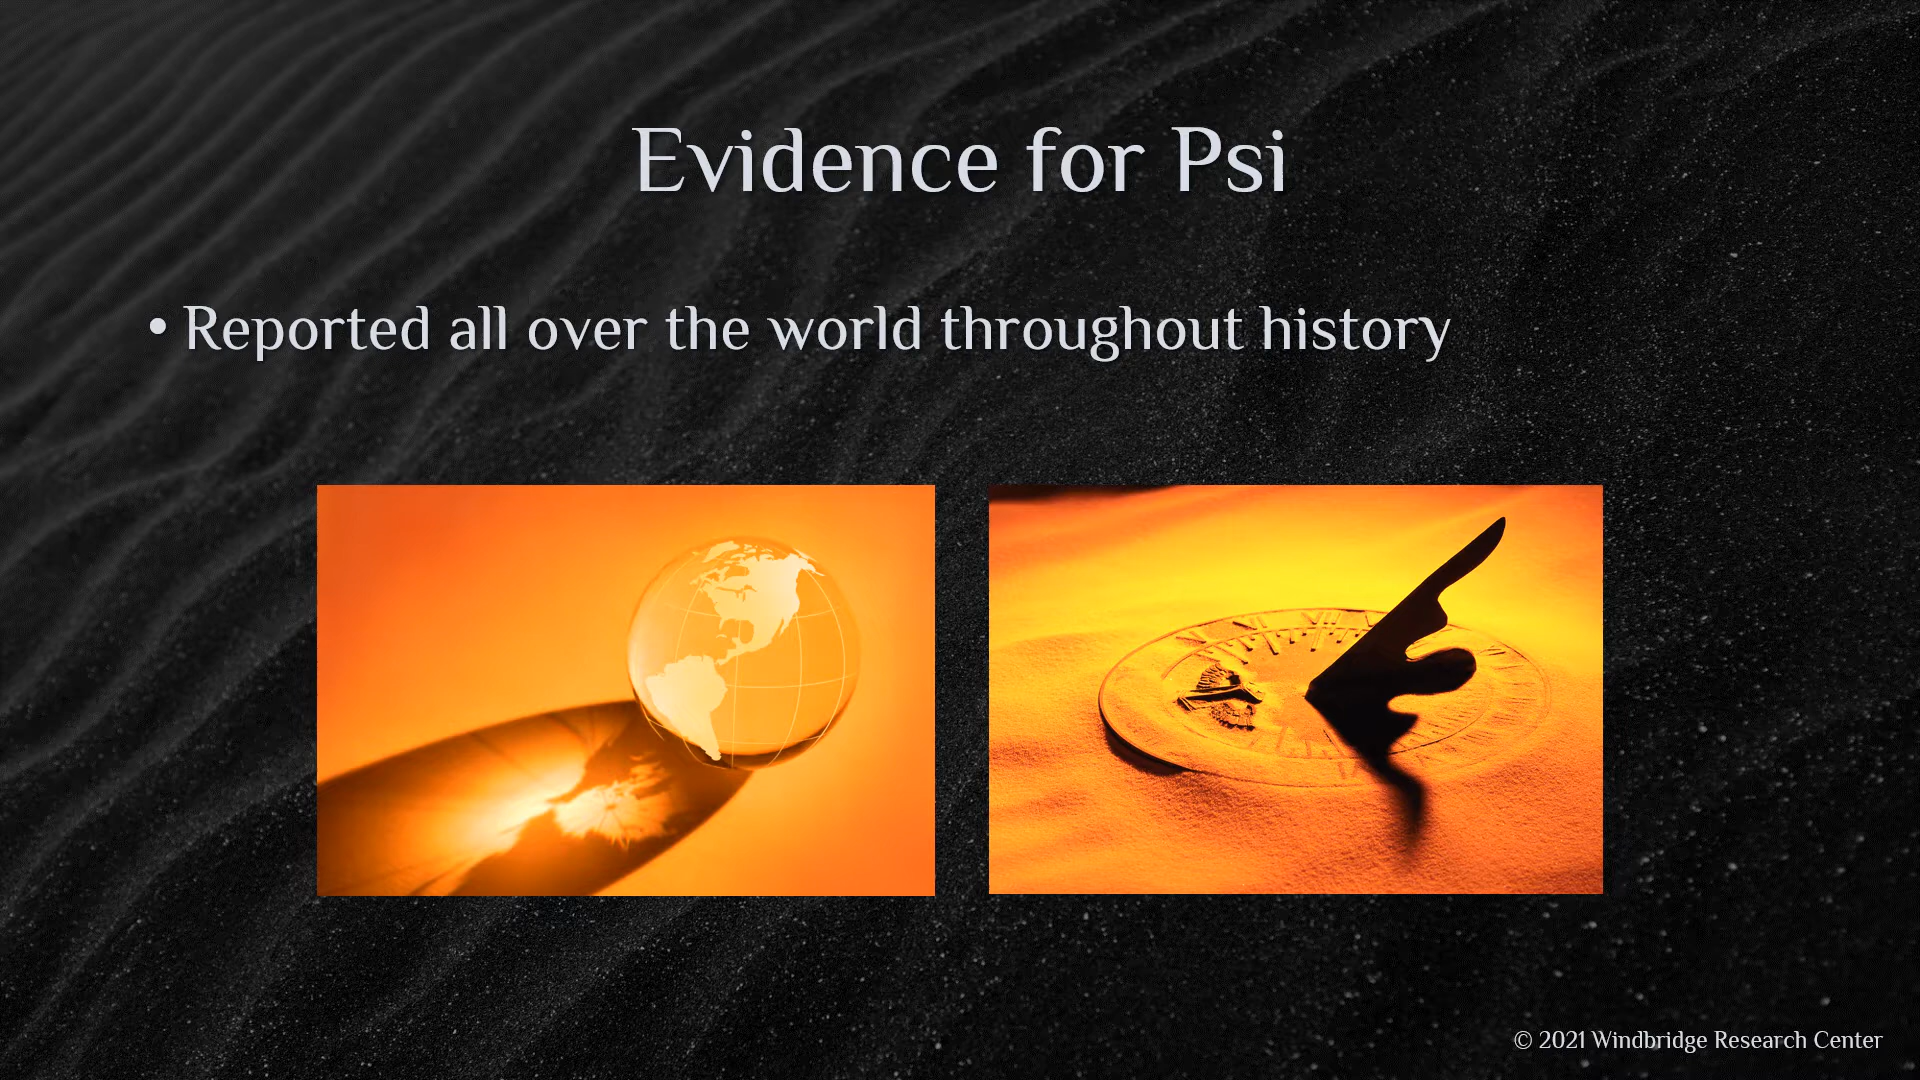 Evidence for Psi
• Reported all over the world throughout history
© 2021 Windbridge Research Center